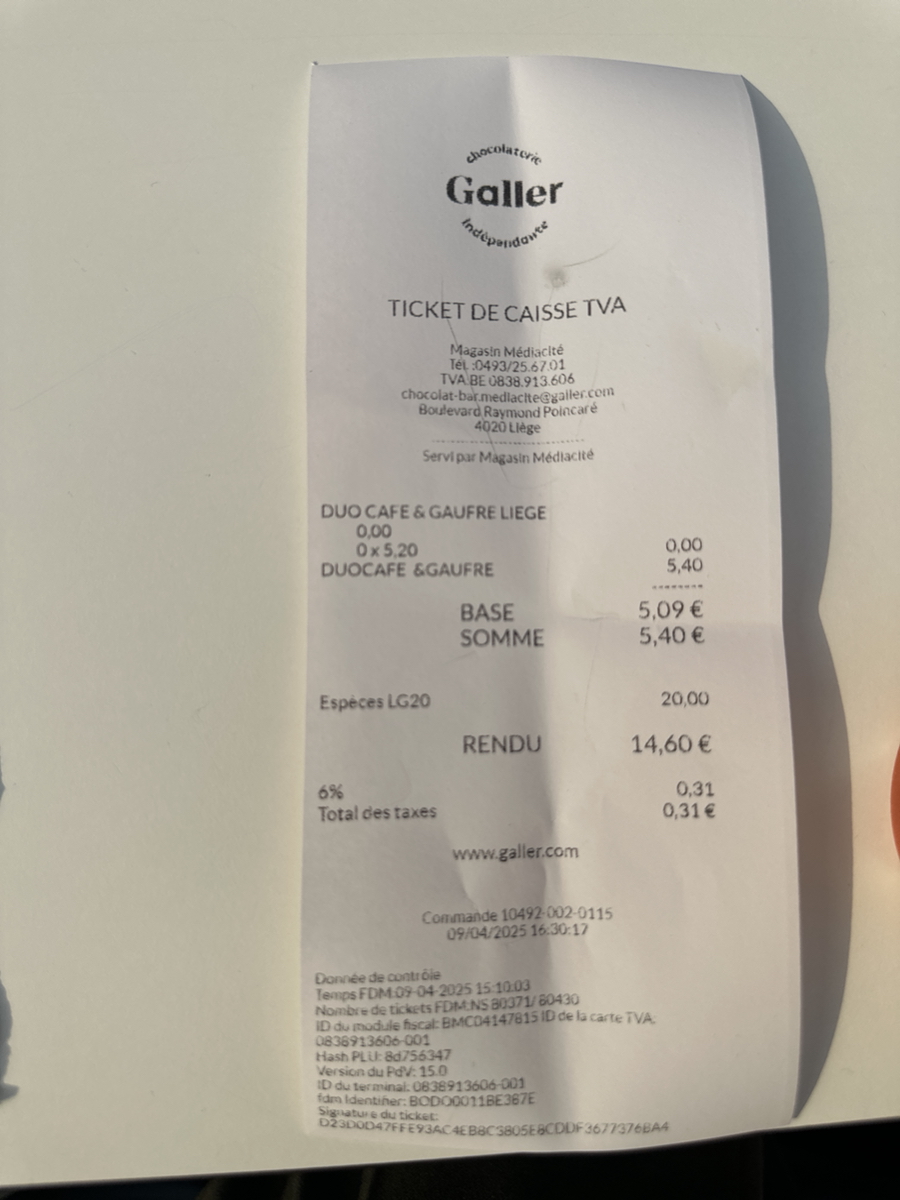 chocolaterie
Galler
indépendante
TICKET DE CAISSE TVA
Magasin Médiacité
Tél. :0493/25.67.01
TVA BE 0838.913.606
chocolat-bar.mediacite@galler.com
Boulevard Raymond Poincaré
4020 Liège
Servi par Magasin Médiacité
DUO CAFE & GAUFRE LIEGE
0,00
0 x 5,20 0,00
DUOCAFE &GAUFRE 5,40
BASE 5,09 €
SOMME 5,40 €
Espèces LG20 20,00
RENDU 14,60 €
6% 0,31
Total des taxes 0,31 €
www.galler.com
Commande 10492-002-0115
09/04/2025 16:30:17
Donnée de contrôle
Temps FDM:09-04-2025 15:10:03
Nombre de tickets FDM:NS 80371/ 80430
ID du module fiscal: BMC04147815 ID de la carte TVA:
0838913606-001
Hash PLU: 8d756347
Version du PdV: 15.0
ID du terminal: 0838913606-001
fdm Identifier:
Signature du ticket: